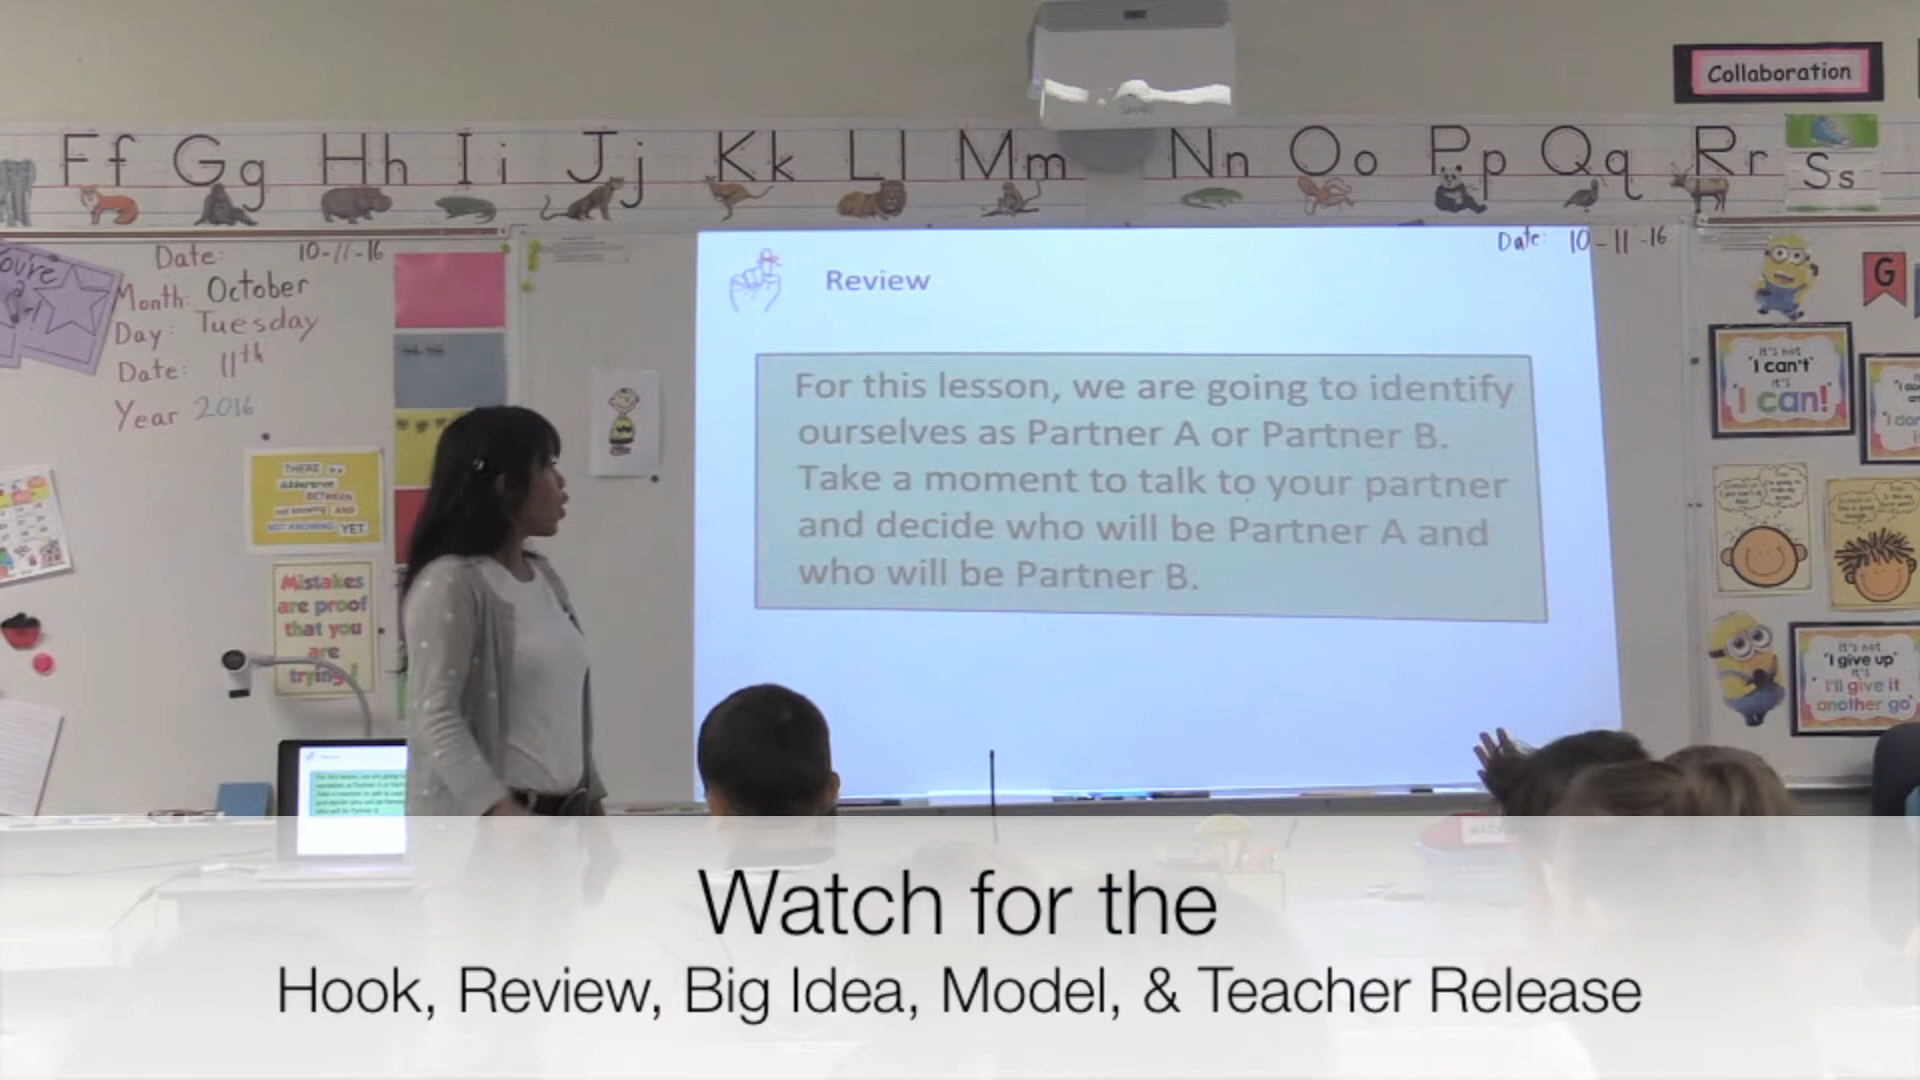 Collaboration
Ff Gg Hh Ii Jj Kk Ll Mm Nn Oo Pp Qq Rr Ss
You're
Date: 10-11-16
Month: October
Day: Tuesday
Date: 11th
Year 2016
THERE is a
difference
BETWEEN
not knowing AND
NOT KNOWING YET
Mistakes
are proof
that you
are
trying!
Date: 10-11-16
Review
For this lesson, we are going to identify
ourselves as Partner A or Partner B.
Take a moment to talk to your partner
and decide who will be Partner A and
who will be Partner B.
G
It's not
"I can't"
it's
"I can!
It's not
"I give up"
it's
"I'll give it
another go"
Watch for the
Hook, Review, Big Idea, Model, & Teacher Release